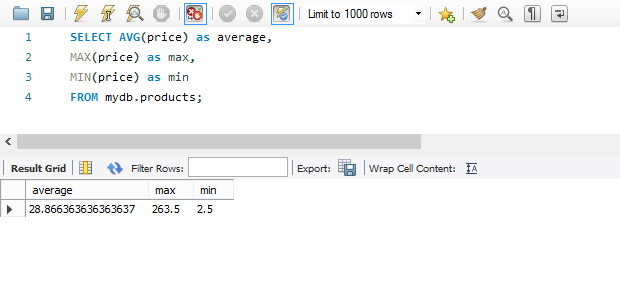 Limit to 1000 rows
1 SELECT AVG(price) as average,
2 MAX(price) as max,
3 MIN(price) as min
4 FROM mydb.products;
Result Grid Filter Rows: Export: Wrap Cell Content: IA
average max min
28.866363636363637 263.5 2.5